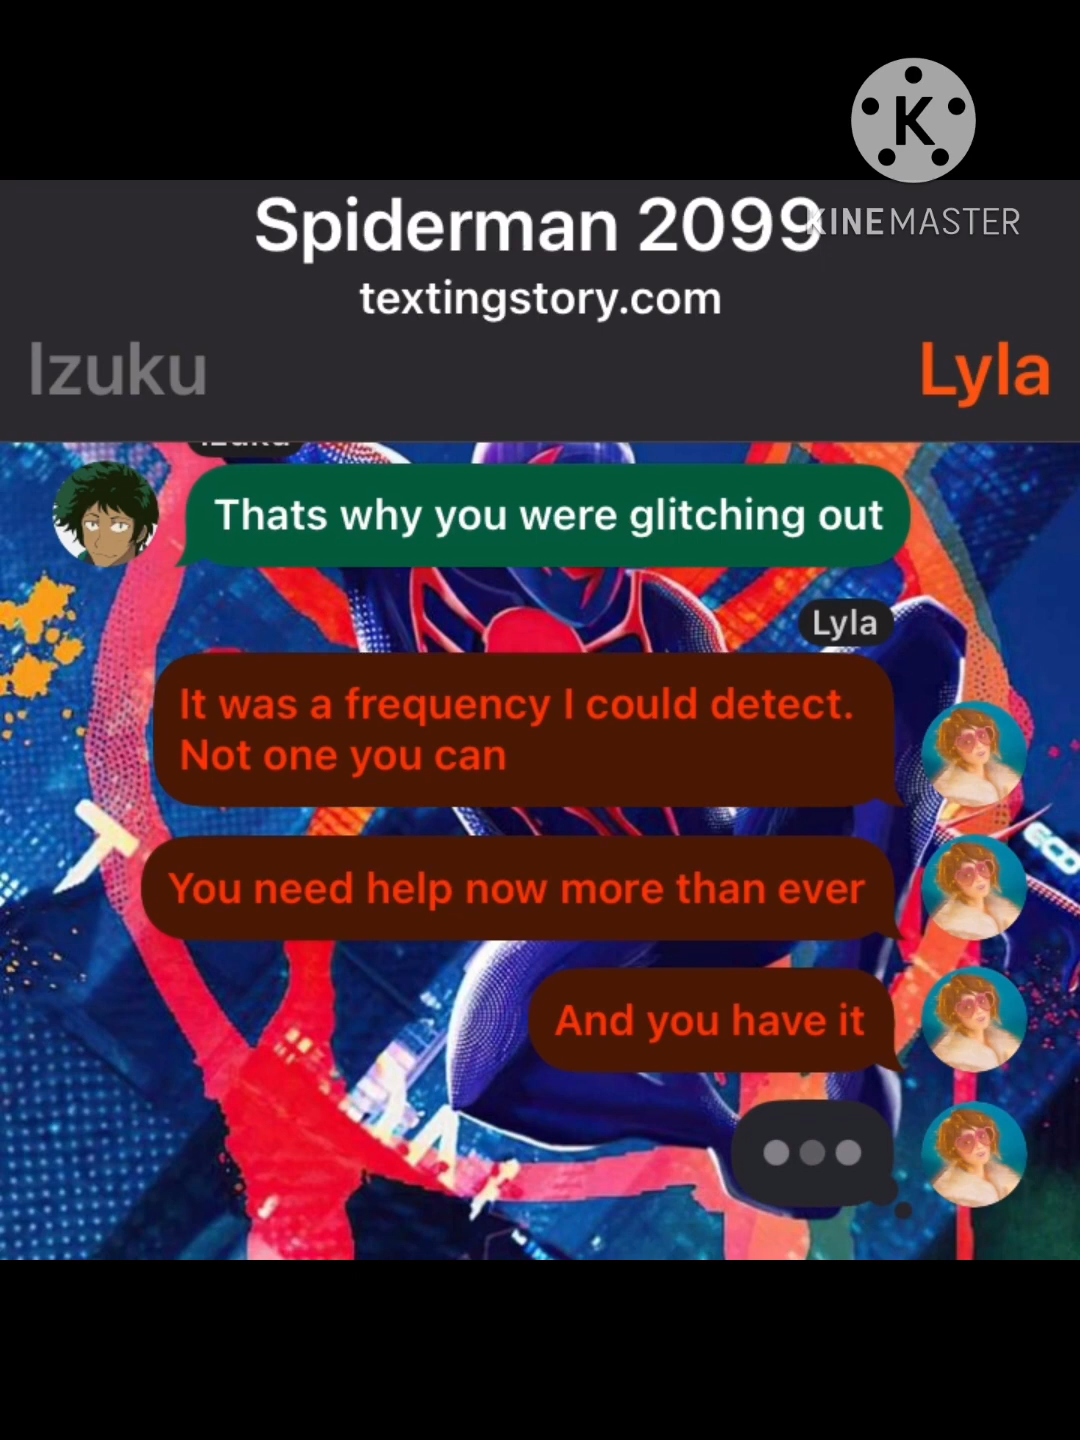 K
KINEMASTER
Spiderman 2099
textingstory.com
Izuku
Lyla
Izuku
Thats why you were glitching out
Lyla
It was a frequency I could detect.
Not one you can
You need help now more than ever
And you have it